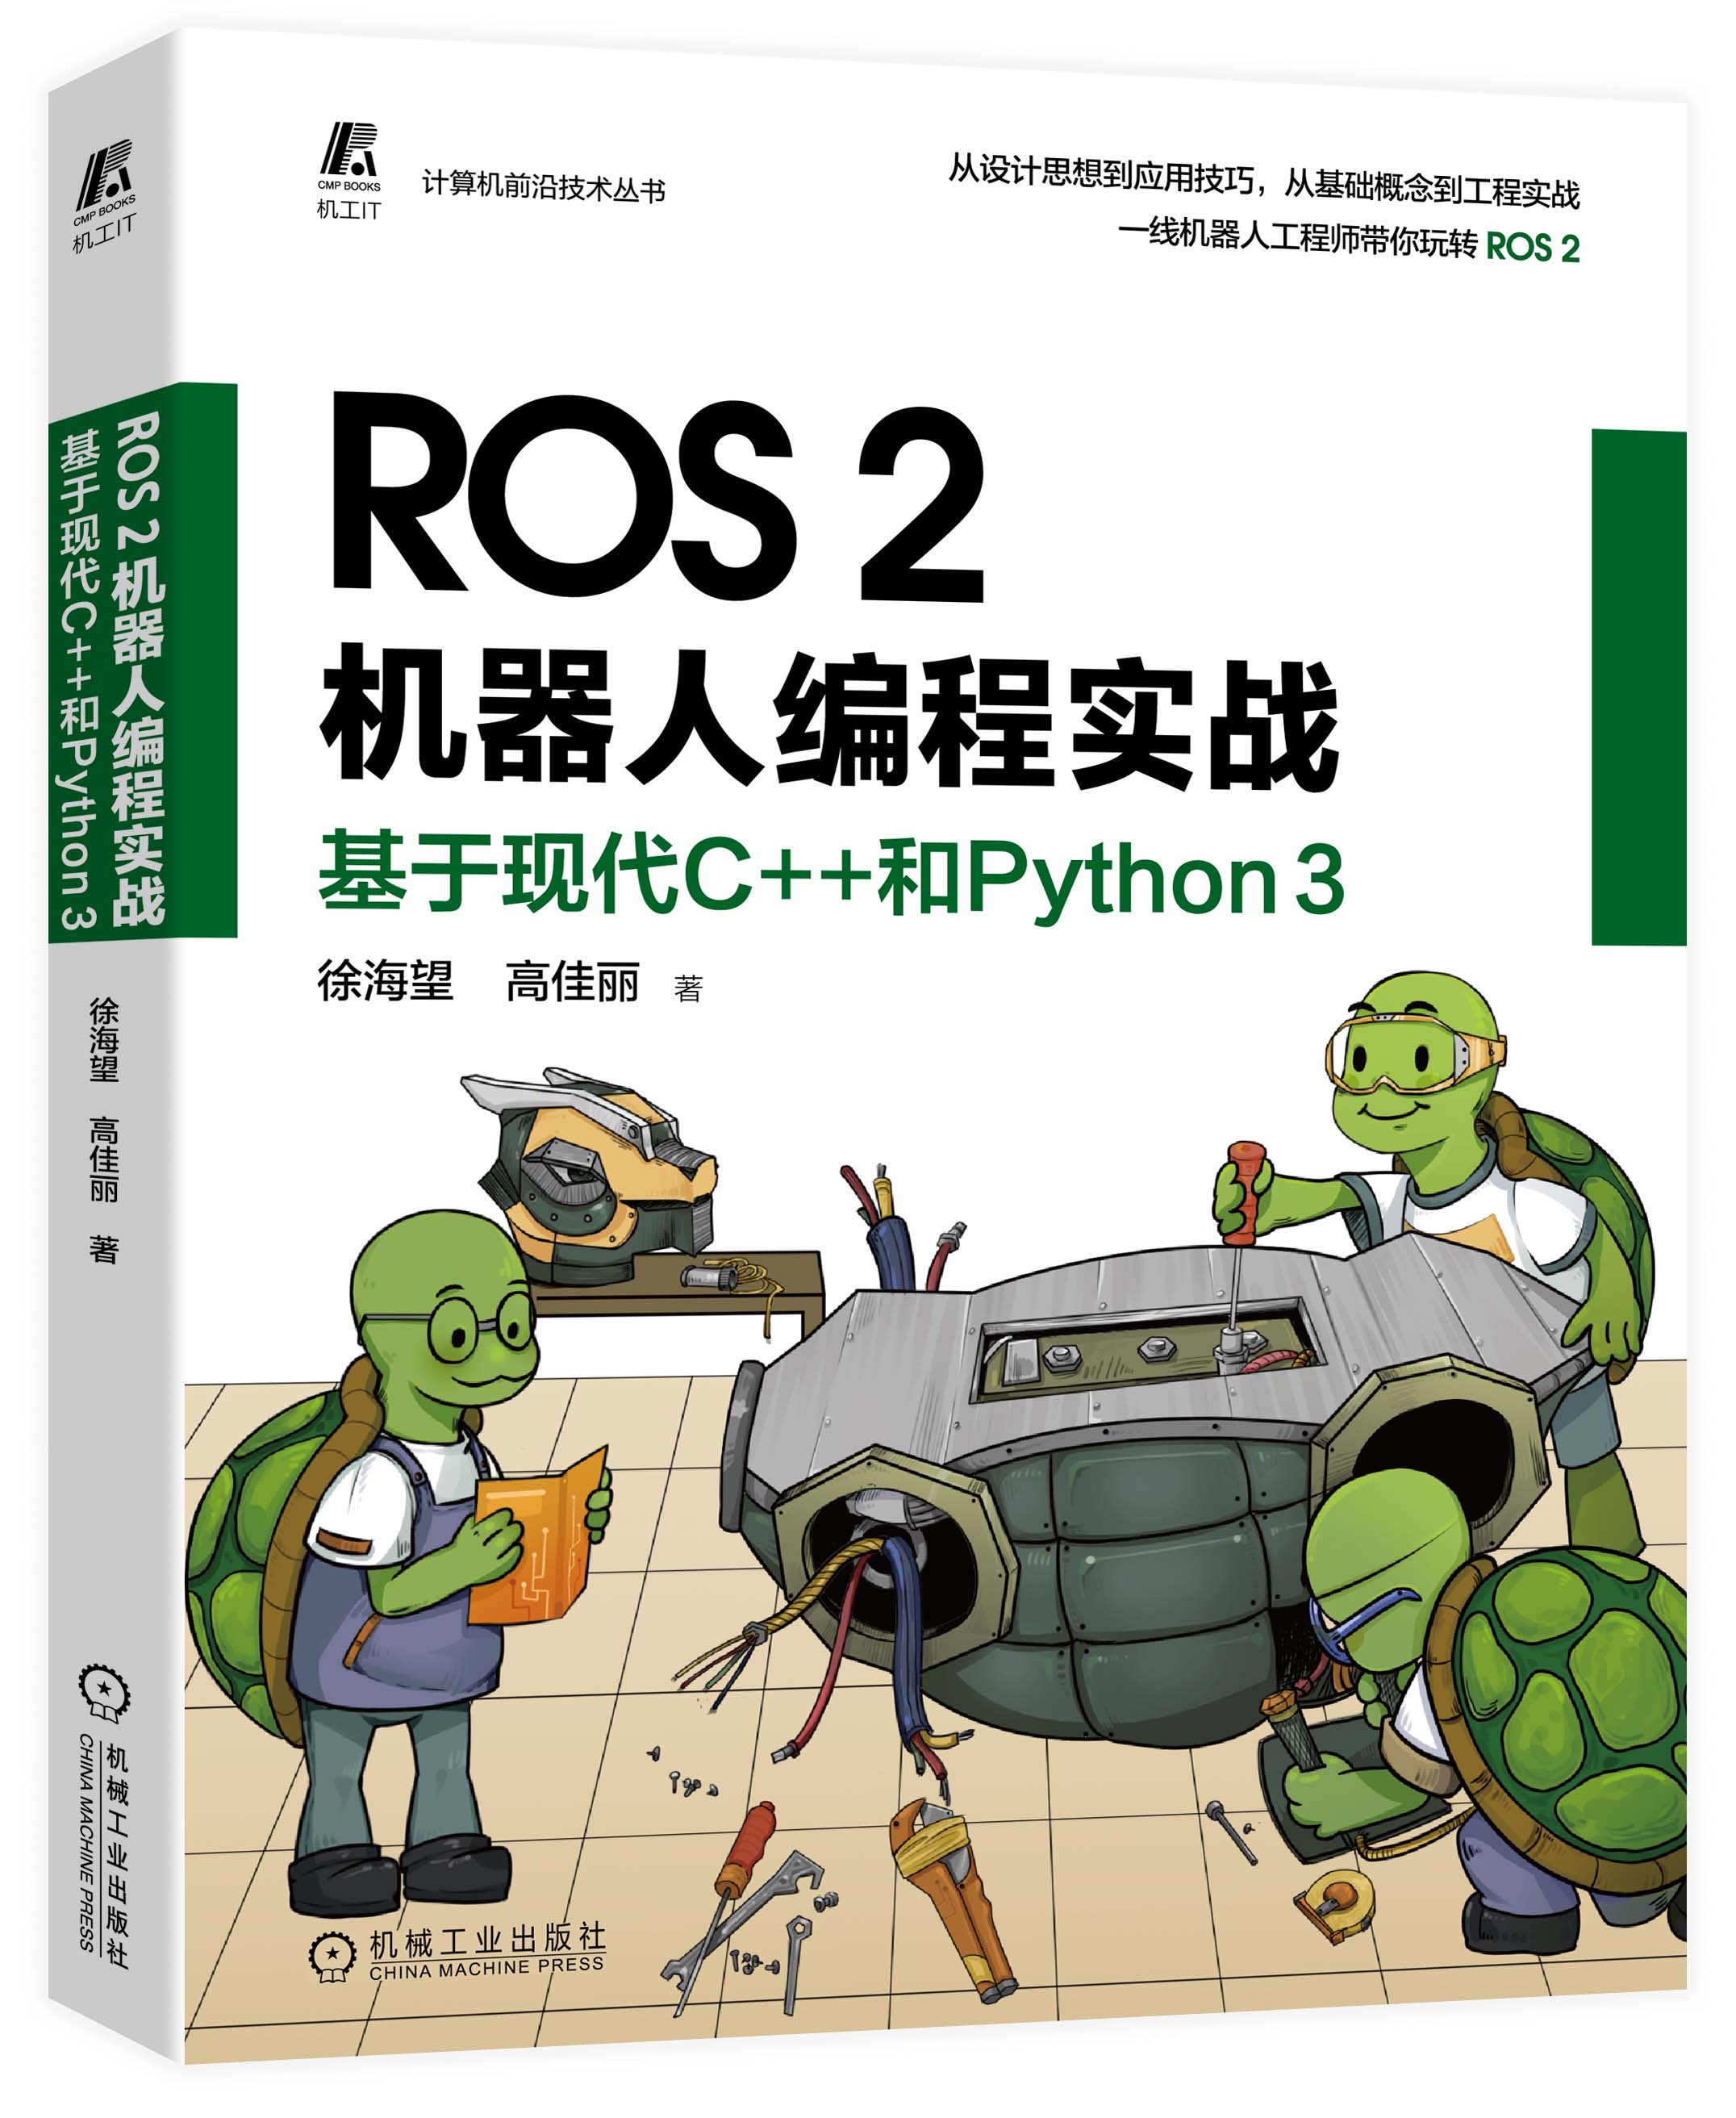 CMP BOOKS
机工IT
ROS 2 机器人编程实战
基于现代C++和Python 3
徐海望 高佳丽 著
机械工业出版社
CHINA MACHINE PRESS
CMP BOOKS
机工IT
计算机前沿技术丛书
从设计思想到应用技巧，从基础概念到工程实战
一线机器人工程师带你玩转 ROS 2
ROS 2
机器人编程实战
基于现代C++和Python 3
徐海望 高佳丽 著
机械工业出版社
CHINA MACHINE PRESS